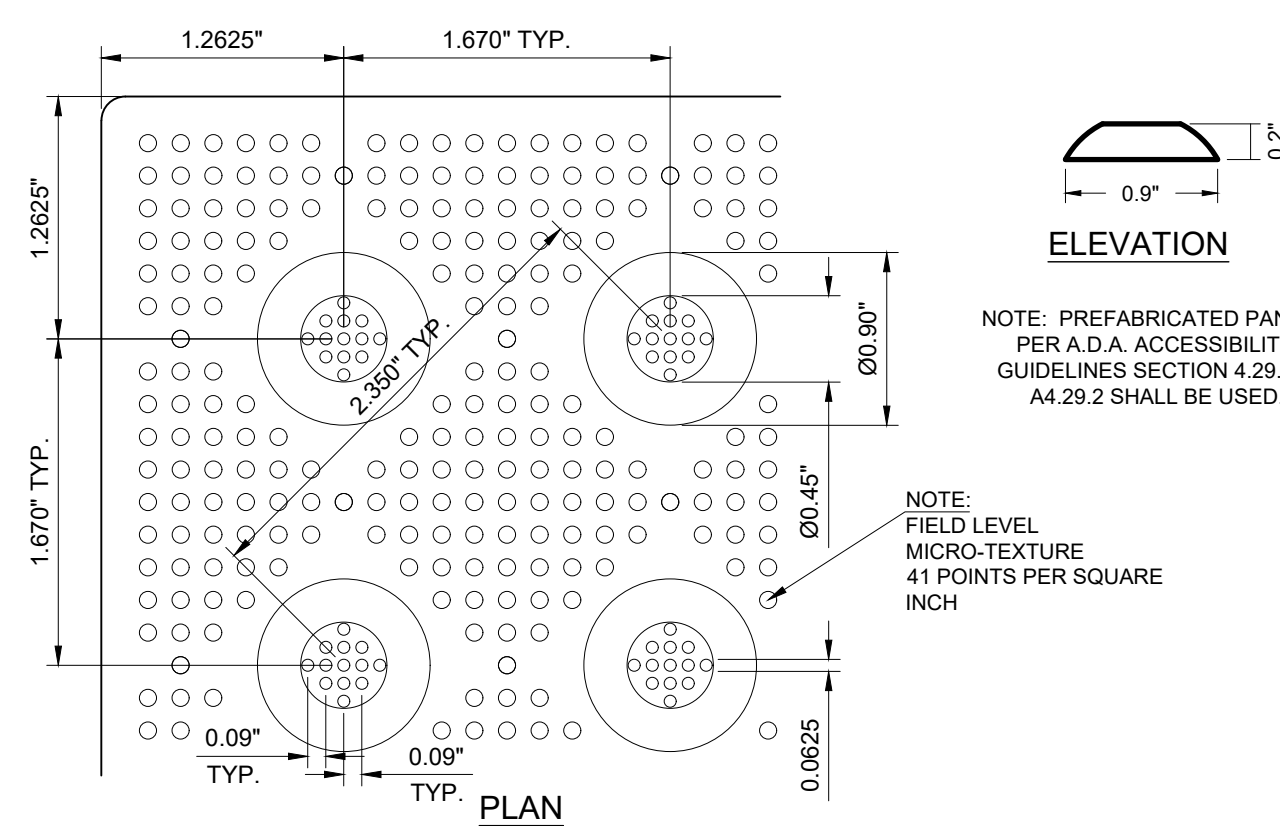 1.2625"
1.670" TYP.
1.2625"
1.670" TYP.
2.350" TYP.
Ø0.90"
Ø0.45"
0.0625
0.09"
TYP.
0.09"
TYP.
PLAN
0.2"
0.9"
ELEVATION
NOTE: PREFABRICATED PAN
PER A.D.A. ACCESSIBILIT
GUIDELINES SECTION 4.29.
A4.29.2 SHALL BE USED.
NOTE:
FIELD LEVEL
MICRO-TEXTURE
41 POINTS PER SQUARE
INCH